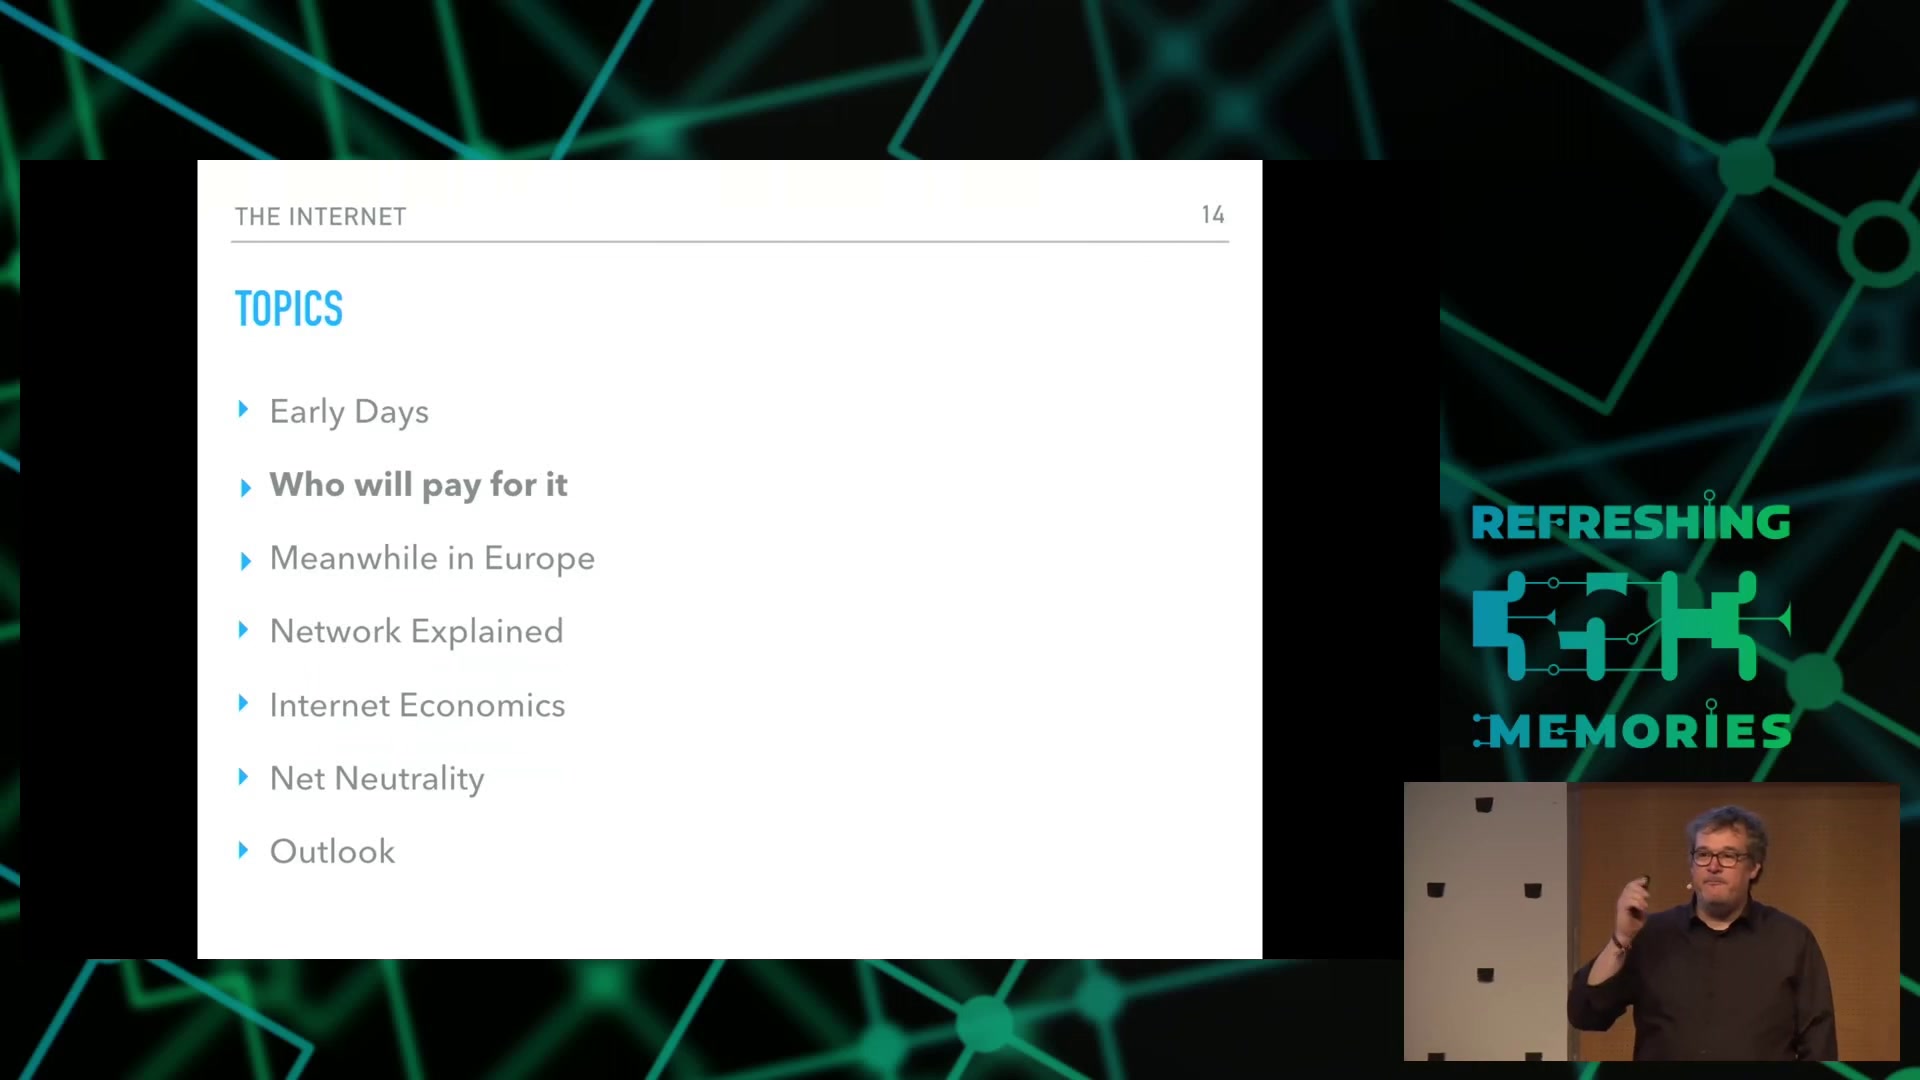 THE INTERNET
14
TOPICS
Early Days
Who will pay for it
Meanwhile in Europe
Network Explained
Internet Economics
Net Neutrality
Outlook
REFRESHING
MEMORIES